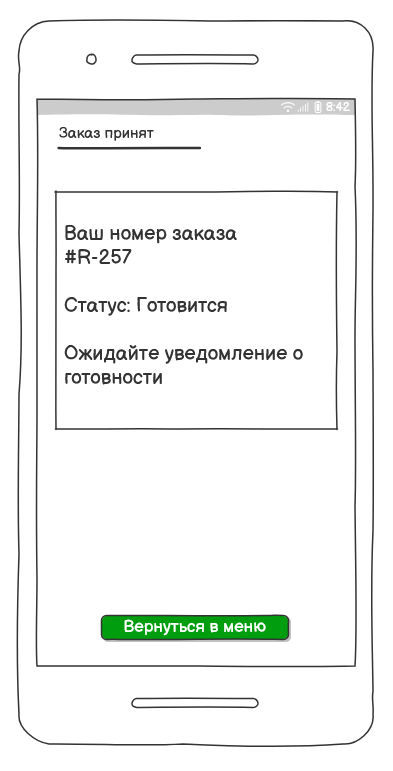 8:42
Заказ принят
Ваш номер заказа
#R-257
Статус: Готовится
Ожидайте уведомление о
готовности
Вернуться в меню